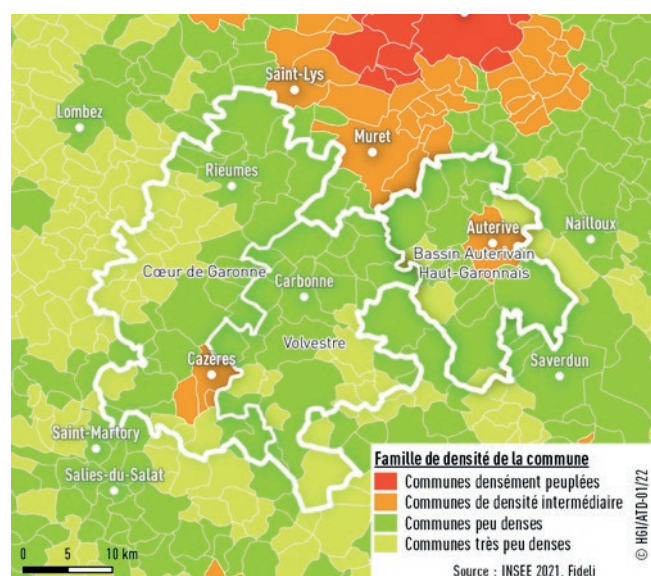 Saint-Lys
Lombez
Muret
Rieumes
Auterive
Nailloux
Bassin Auterivain
Haut-Garonnais
Cœur de Garonne
Carbonne
Volvestre
Cazères
Saverdun
Saint-Martory
Salies-du-Salat
Famille de densité de la commune
Communes densément peuplées
Communes de densité intermédiaire
Communes peu denses
Communes très peu denses
Source : INSEE 2021, Fideli
© HGI/ATD-01/22
0 5 10 km